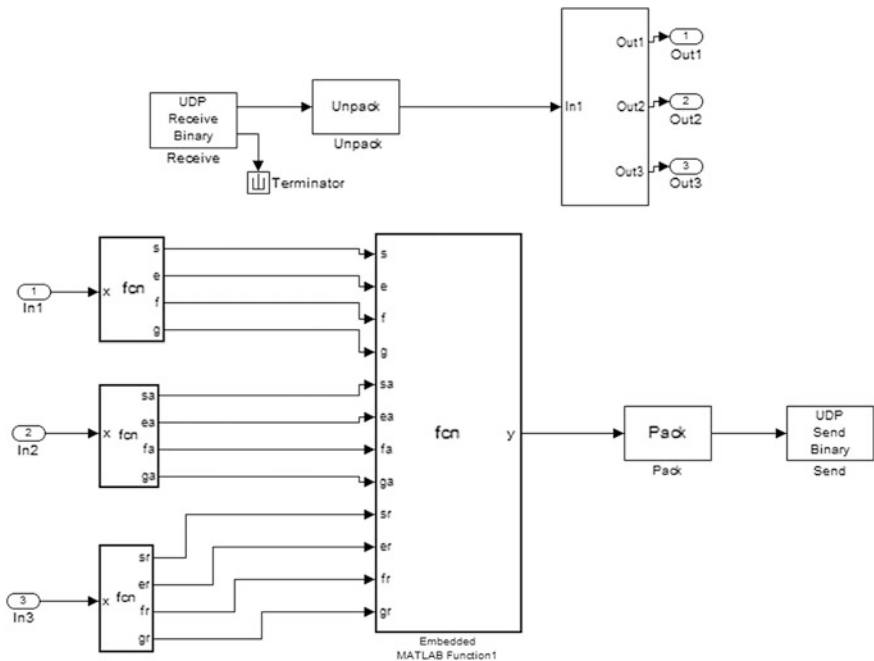 UDP
Receive
Binary
Receive
Terminator
Unpack
Unpack
In1
Out1
Out2
Out3
1
Out1
2
Out2
3
Out3
1
In1
x
fcn
s
e
f
g
2
In2
x
fcn
sa
ea
fa
ga
3
In3
x
fcn
sr
er
fr
gr
s
e
f
g
sa
ea
fa
ga
sr
er
fr
gr
fcn
y
Embedded
MATLAB Function1
Pack
Pack
UDP
Send
Binary
Send